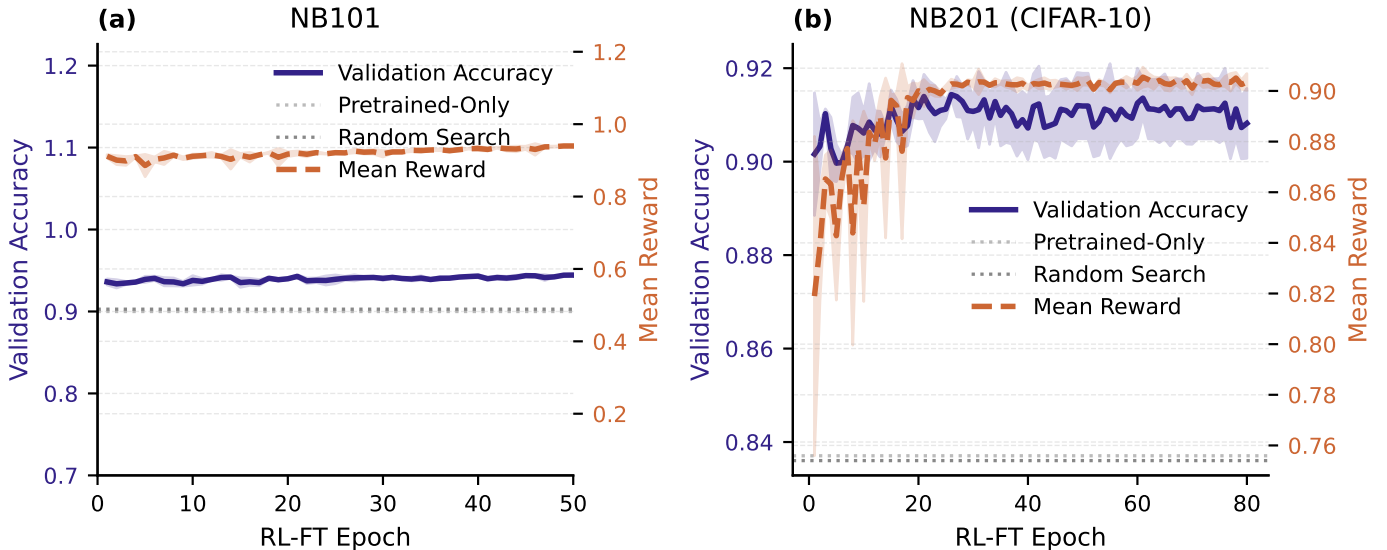 (a) NB101
Validation Accuracy
1.2
1.1
1.0
0.9
0.8
0.7
Validation Accuracy
Pretrained-Only
Random Search
Mean Reward
1.2
1.0
0.8
0.6
0.4
0.2
Mean Reward
0 10 20 30 40 50
RL-FT Epoch
(b) NB201 (CIFAR-10)
Validation Accuracy
0.92
0.90
0.88
0.86
0.84
Validation Accuracy
Pretrained-Only
Random Search
Mean Reward
0.90
0.88
0.86
0.84
0.82
0.80
0.78
0.76
Mean Reward
0 20 40 60 80
RL-FT Epoch